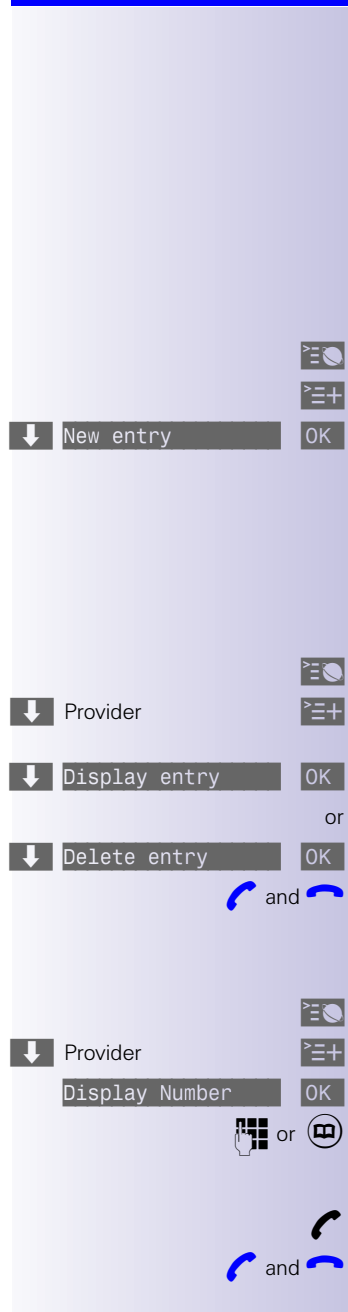 New entry OK
Provider
Display entry OK
or
Delete entry OK
and
Provider
Display Number OK
or
and